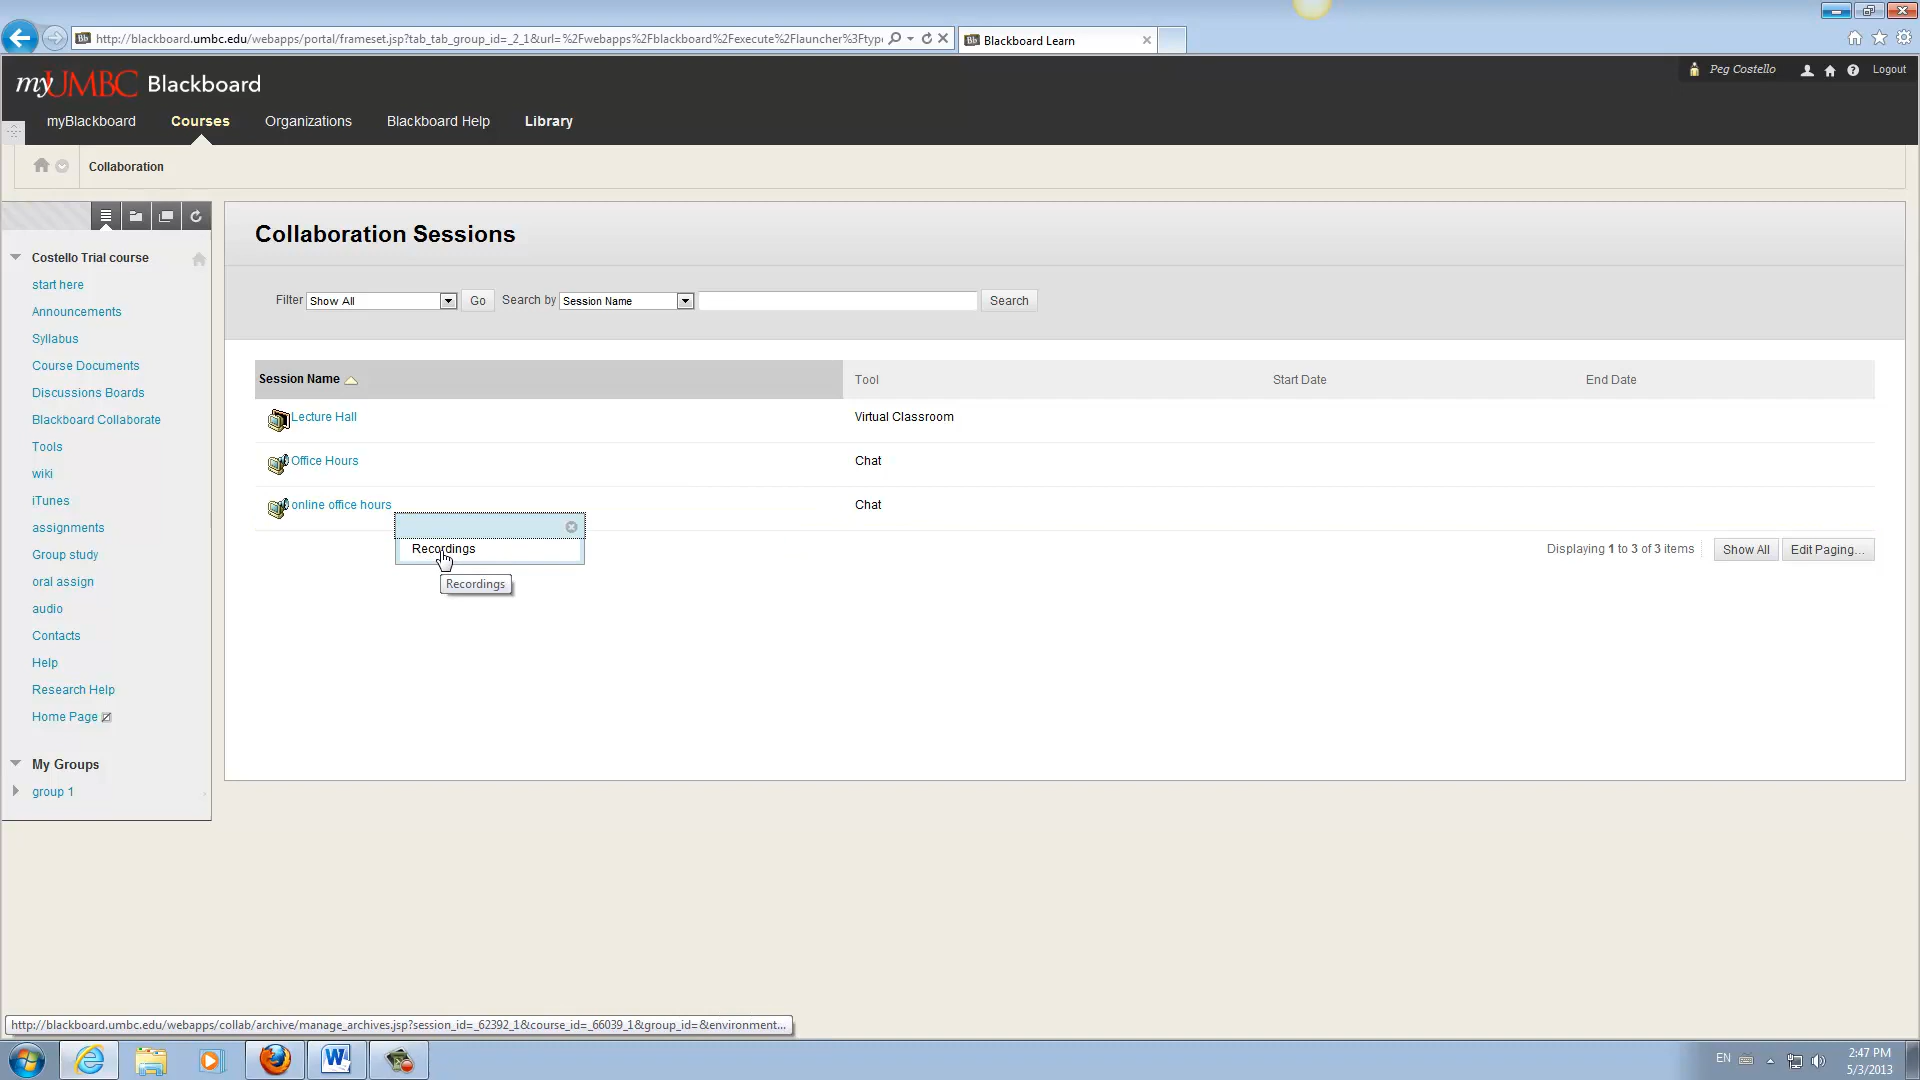 http://blackboard.umbc.edu/webapps/portal/frameset.jsp?tab_tab_group_id=_2_1&url=%2Fwebapps%2Fblackboard%2Fexecute%2Flauncher%3Ftyp
Blackboard Learn
myUMBC Blackboard
Peg Costello
Logout
myBlackboard Courses Organizations Blackboard Help Library
Collaboration
Costello Trial course
start here
Announcements
Syllabus
Course Documents
Discussions Boards
Blackboard Collaborate
Tools
wiki
iTunes
assignments
Group study
oral assign
audio
Contacts
Help
Research Help
Home Page
My Groups
group 1
Collaboration Sessions
Filter Show All Go Search by Session Name Search
Session Name Tool Start Date End Date
Lecture Hall Virtual Classroom
Office Hours Chat
online office hours Chat
Recordings
Recordings
Displaying 1 to 3 of 3 items Show All Edit Paging...
http://blackboard.umbc.edu/webapps/collab/archive/manage_archives.jsp?session_id=_62392_1&course_id=_66039_1&group_id=&environment...
EN
2:47 PM
5/3/2013